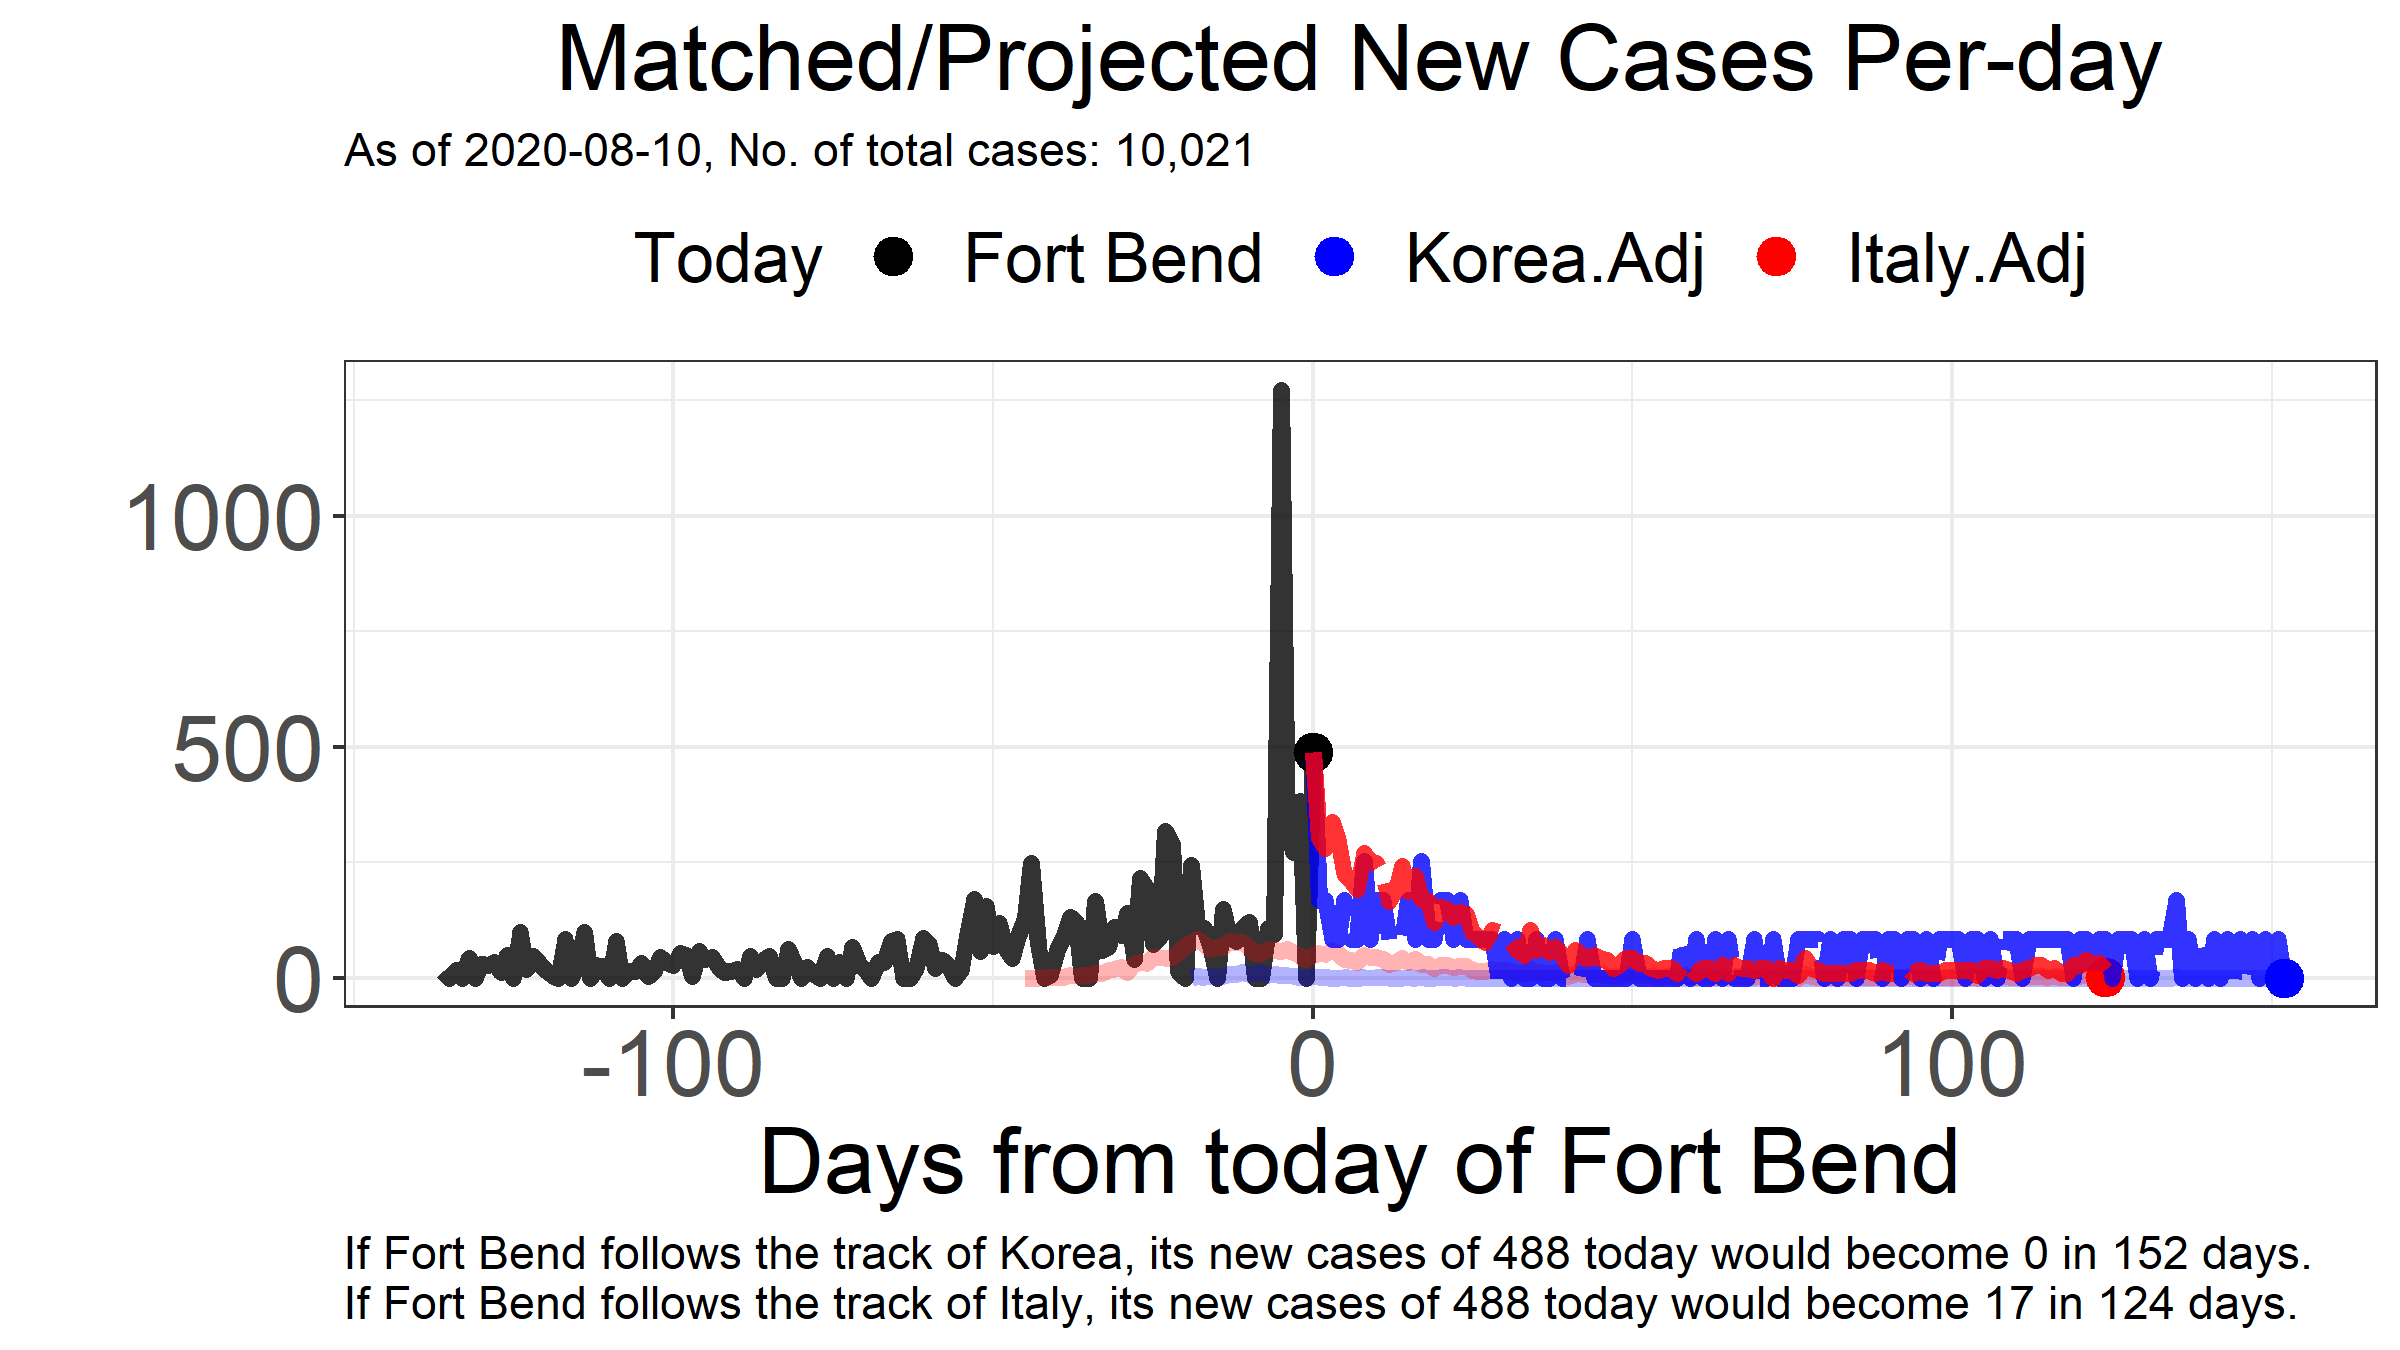 Matched/Projected New Cases Per-day
As of 2020-08-10, No. of total cases: 10,021
Today Fort Bend Korea.Adj Italy.Adj
1000
500
0
-100 0 100
Days from today of Fort Bend
If Fort Bend follows the track of Korea, its new cases of 488 today would become 0 in 152 days.
If Fort Bend follows the track of Italy, its new cases of 488 today would become 17 in 124 days.